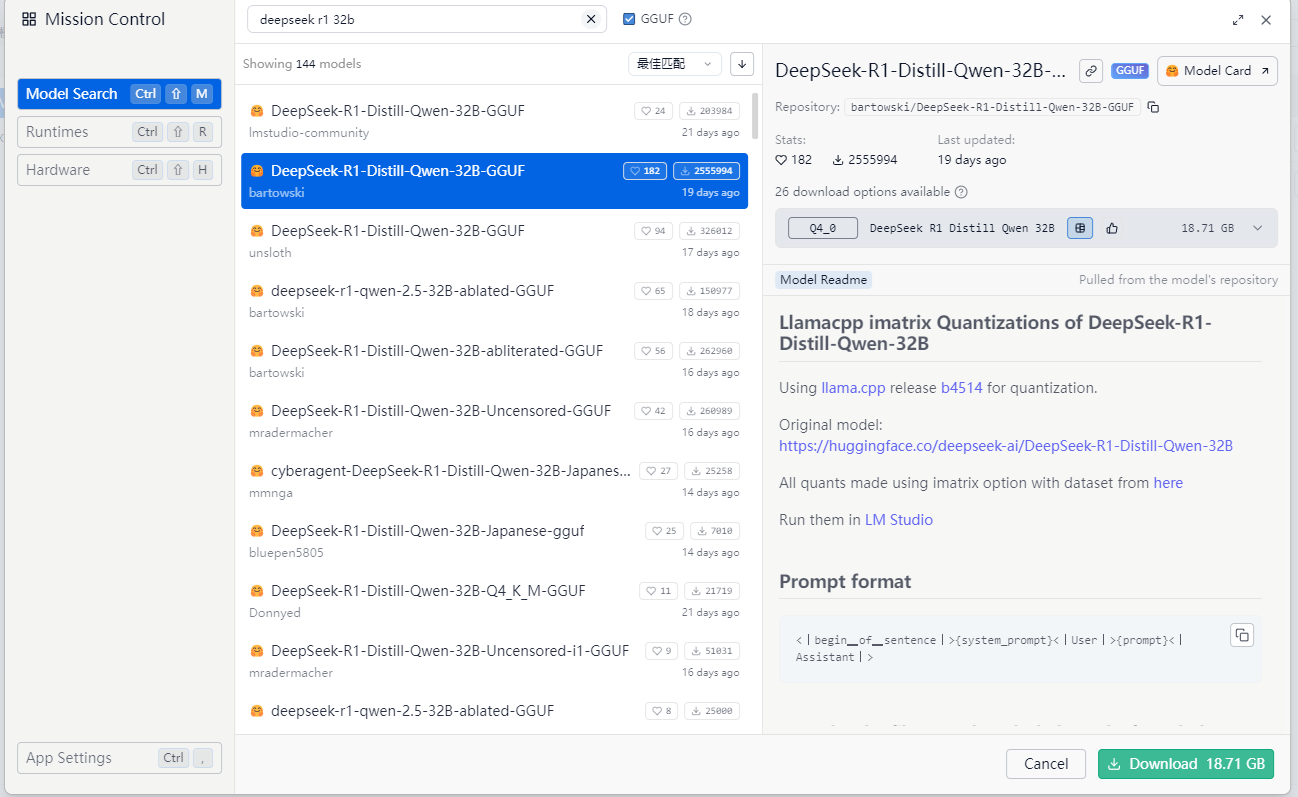 Mission Control
Model Search Ctrl ⇧ M
Runtimes Ctrl ⇧ R
Hardware Ctrl ⇧ H
App Settings Ctrl ,
deepseek r1 32b
GGUF
Showing 144 models
最佳匹配
DeepSeek-R1-Distill-Qwen-32B-GGUF 24 203984
lmstudio-community 21 days ago
DeepSeek-R1-Distill-Qwen-32B-GGUF 182 2555994
bartowski 19 days ago
DeepSeek-R1-Distill-Qwen-32B-GGUF 94 326012
unsloth 17 days ago
deepseek-r1-qwen-2.5-32B-ablated-GGUF 65 150977
bartowski 18 days ago
DeepSeek-R1-Distill-Qwen-32B-abliterated-GGUF 56 262960
bartowski 16 days ago
DeepSeek-R1-Distill-Qwen-32B-Uncensored-GGUF 42 260989
mradermacher 16 days ago
cyberagent-DeepSeek-R1-Distill-Qwen-32B-Japanes... 27 25258
mmnga 14 days ago
DeepSeek-R1-Distill-Qwen-32B-Japanese-gguf 25 7010
bluepen5805 14 days ago
DeepSeek-R1-Distill-Qwen-32B-Q4_K_M-GGUF 11 21719
Donnyed 21 days ago
DeepSeek-R1-Distill-Qwen-32B-Uncensored-i1-GGUF 9 51031
mradermacher 16 days ago
deepseek-r1-qwen-2.5-32B-ablated-GGUF 8 25000
DeepSeek-R1-Distill-Qwen-32B-... GGUF Model Card
Repository: bartowski/DeepSeek-R1-Distill-Qwen-32B-GGUF
Stats: Last updated:
182 2555994 19 days ago
26 download options available
Q4_0 DeepSeek R1 Distill Qwen 32B 18.71 GB
Model Readme Pulled from the model's repository
Llamacpp imatrix Quantizations of DeepSeek-R1-
Distill-Qwen-32B
Using llama.cpp release b4514 for quantization.
Original model:
https://huggingface.co/deepseek-ai/DeepSeek-R1-Distill-Qwen-32B
All quants made using imatrix option with dataset from here
Run them in LM Studio
Prompt format
<｜begin▁of▁sentence｜>{system_prompt}<｜User｜>{prompt}<｜
Assistant｜>
Cancel
Download 18.71 GB